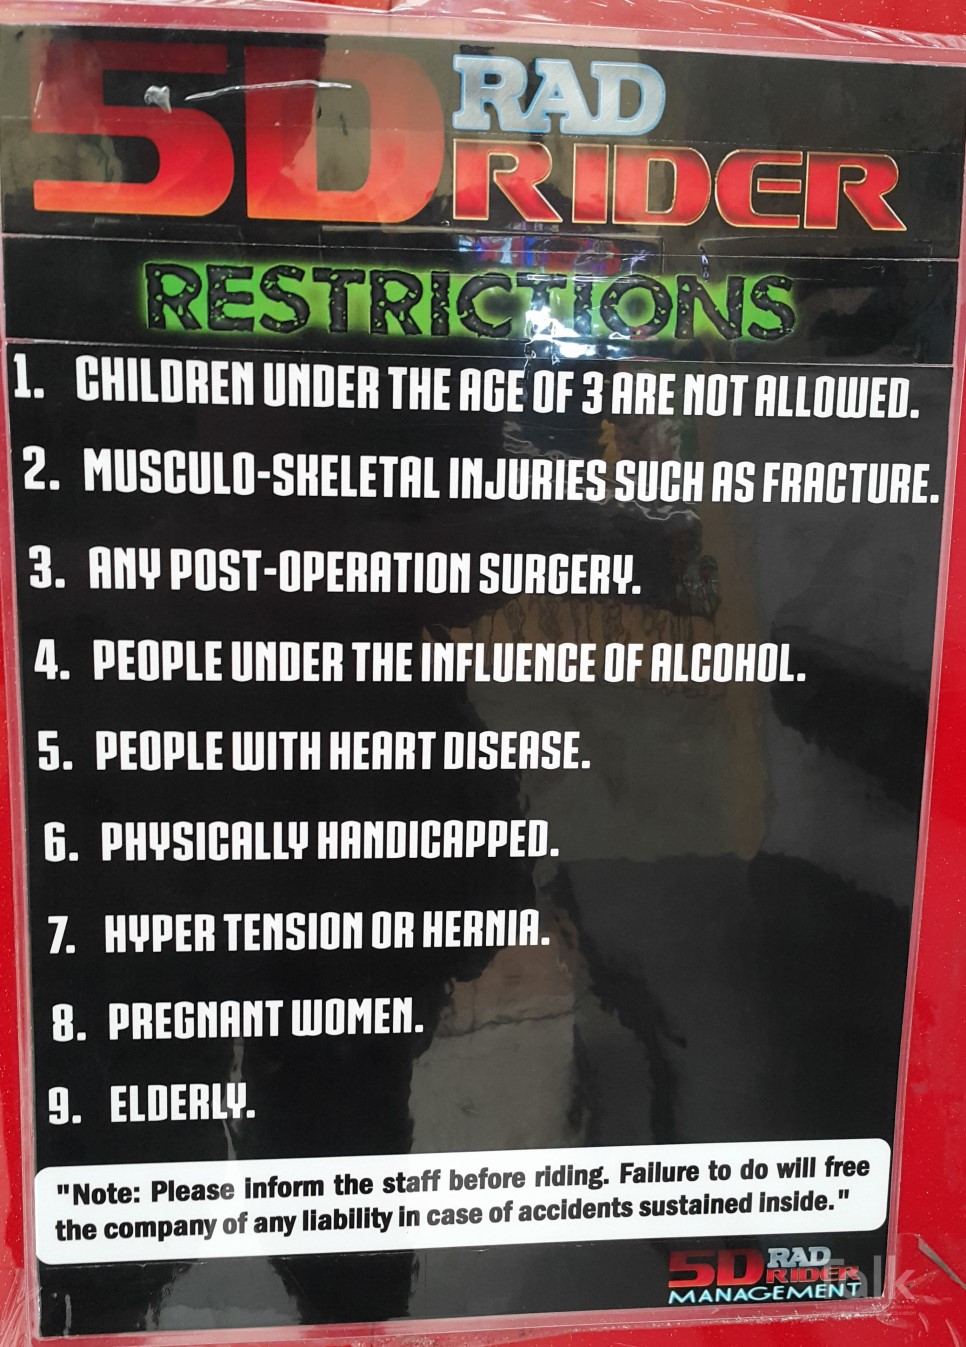 5D RAD
RIDER
RESTRICTIONS
1. CHILDREN UNDER THE AGE OF 3 ARE NOT ALLOWED.
2. MUSCULO-SKELETAL INJURIES SUCH AS FRACTURE.
3. ANY POST-OPERATION SURGERY.
4. PEOPLE UNDER THE INFLUENCE OF ALCOHOL.
5. PEOPLE WITH HEART DISEASE.
6. PHYSICALLY HANDICAPPED.
7. HYPER TENSION OR HERNIA.
8. PREGNANT WOMEN.
9. ELDERLY.
"Note: Please inform the staff before riding. Failure to do will free
the company of any liability in case of accidents sustained inside."
5D RAD
RIDER
MANAGEMENT